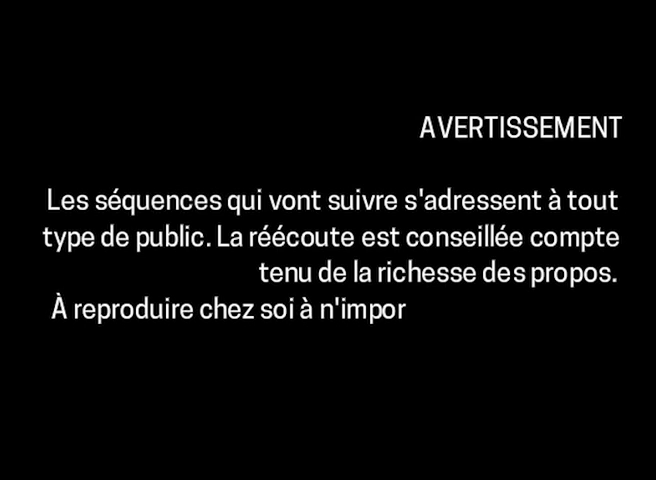 AVERTISSEMENT
Les séquences qui vont suivre s'adressent à tout
type de public. La réécoute est conseillée compte
tenu de la richesse des propos.
À reproduire chez soi à n'impor